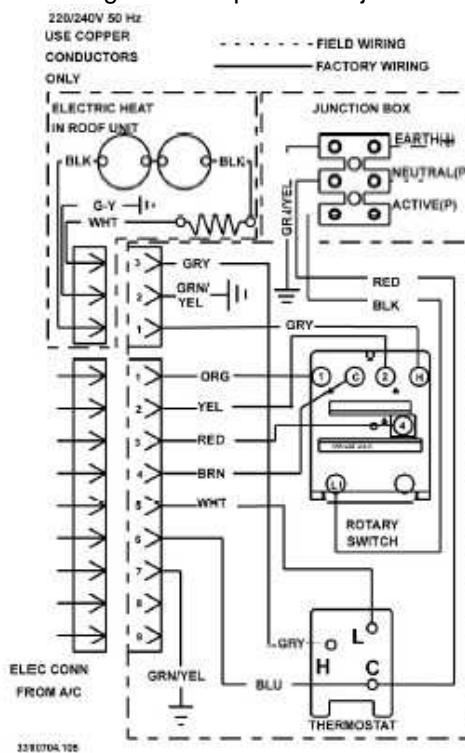 220/240V 50 Hz
USE COPPER
CONDUCTORS
ONLY
FIELD WIRING
FACTORY WIRING
ELECTRIC HEAT
IN ROOF UNIT
JUNCTION BOX
BLK
BLK
G-Y
WHT
EARTH
NEUTRAL(P
ACTIVE(P)
GRN/YEL
3
GRY
2
GRN/
YEL
1
GRY
RED
BLK
1
ORG
2
YEL
3
RED
4
BRN
5
WHT
6
7
8
9
1
C
2
H
4
L1
ROTARY
SWITCH
GRY
L
H
C
THERMOSTAT
BLU
GRN/YEL
ELEC CONN
FROM A/C
3390704.105